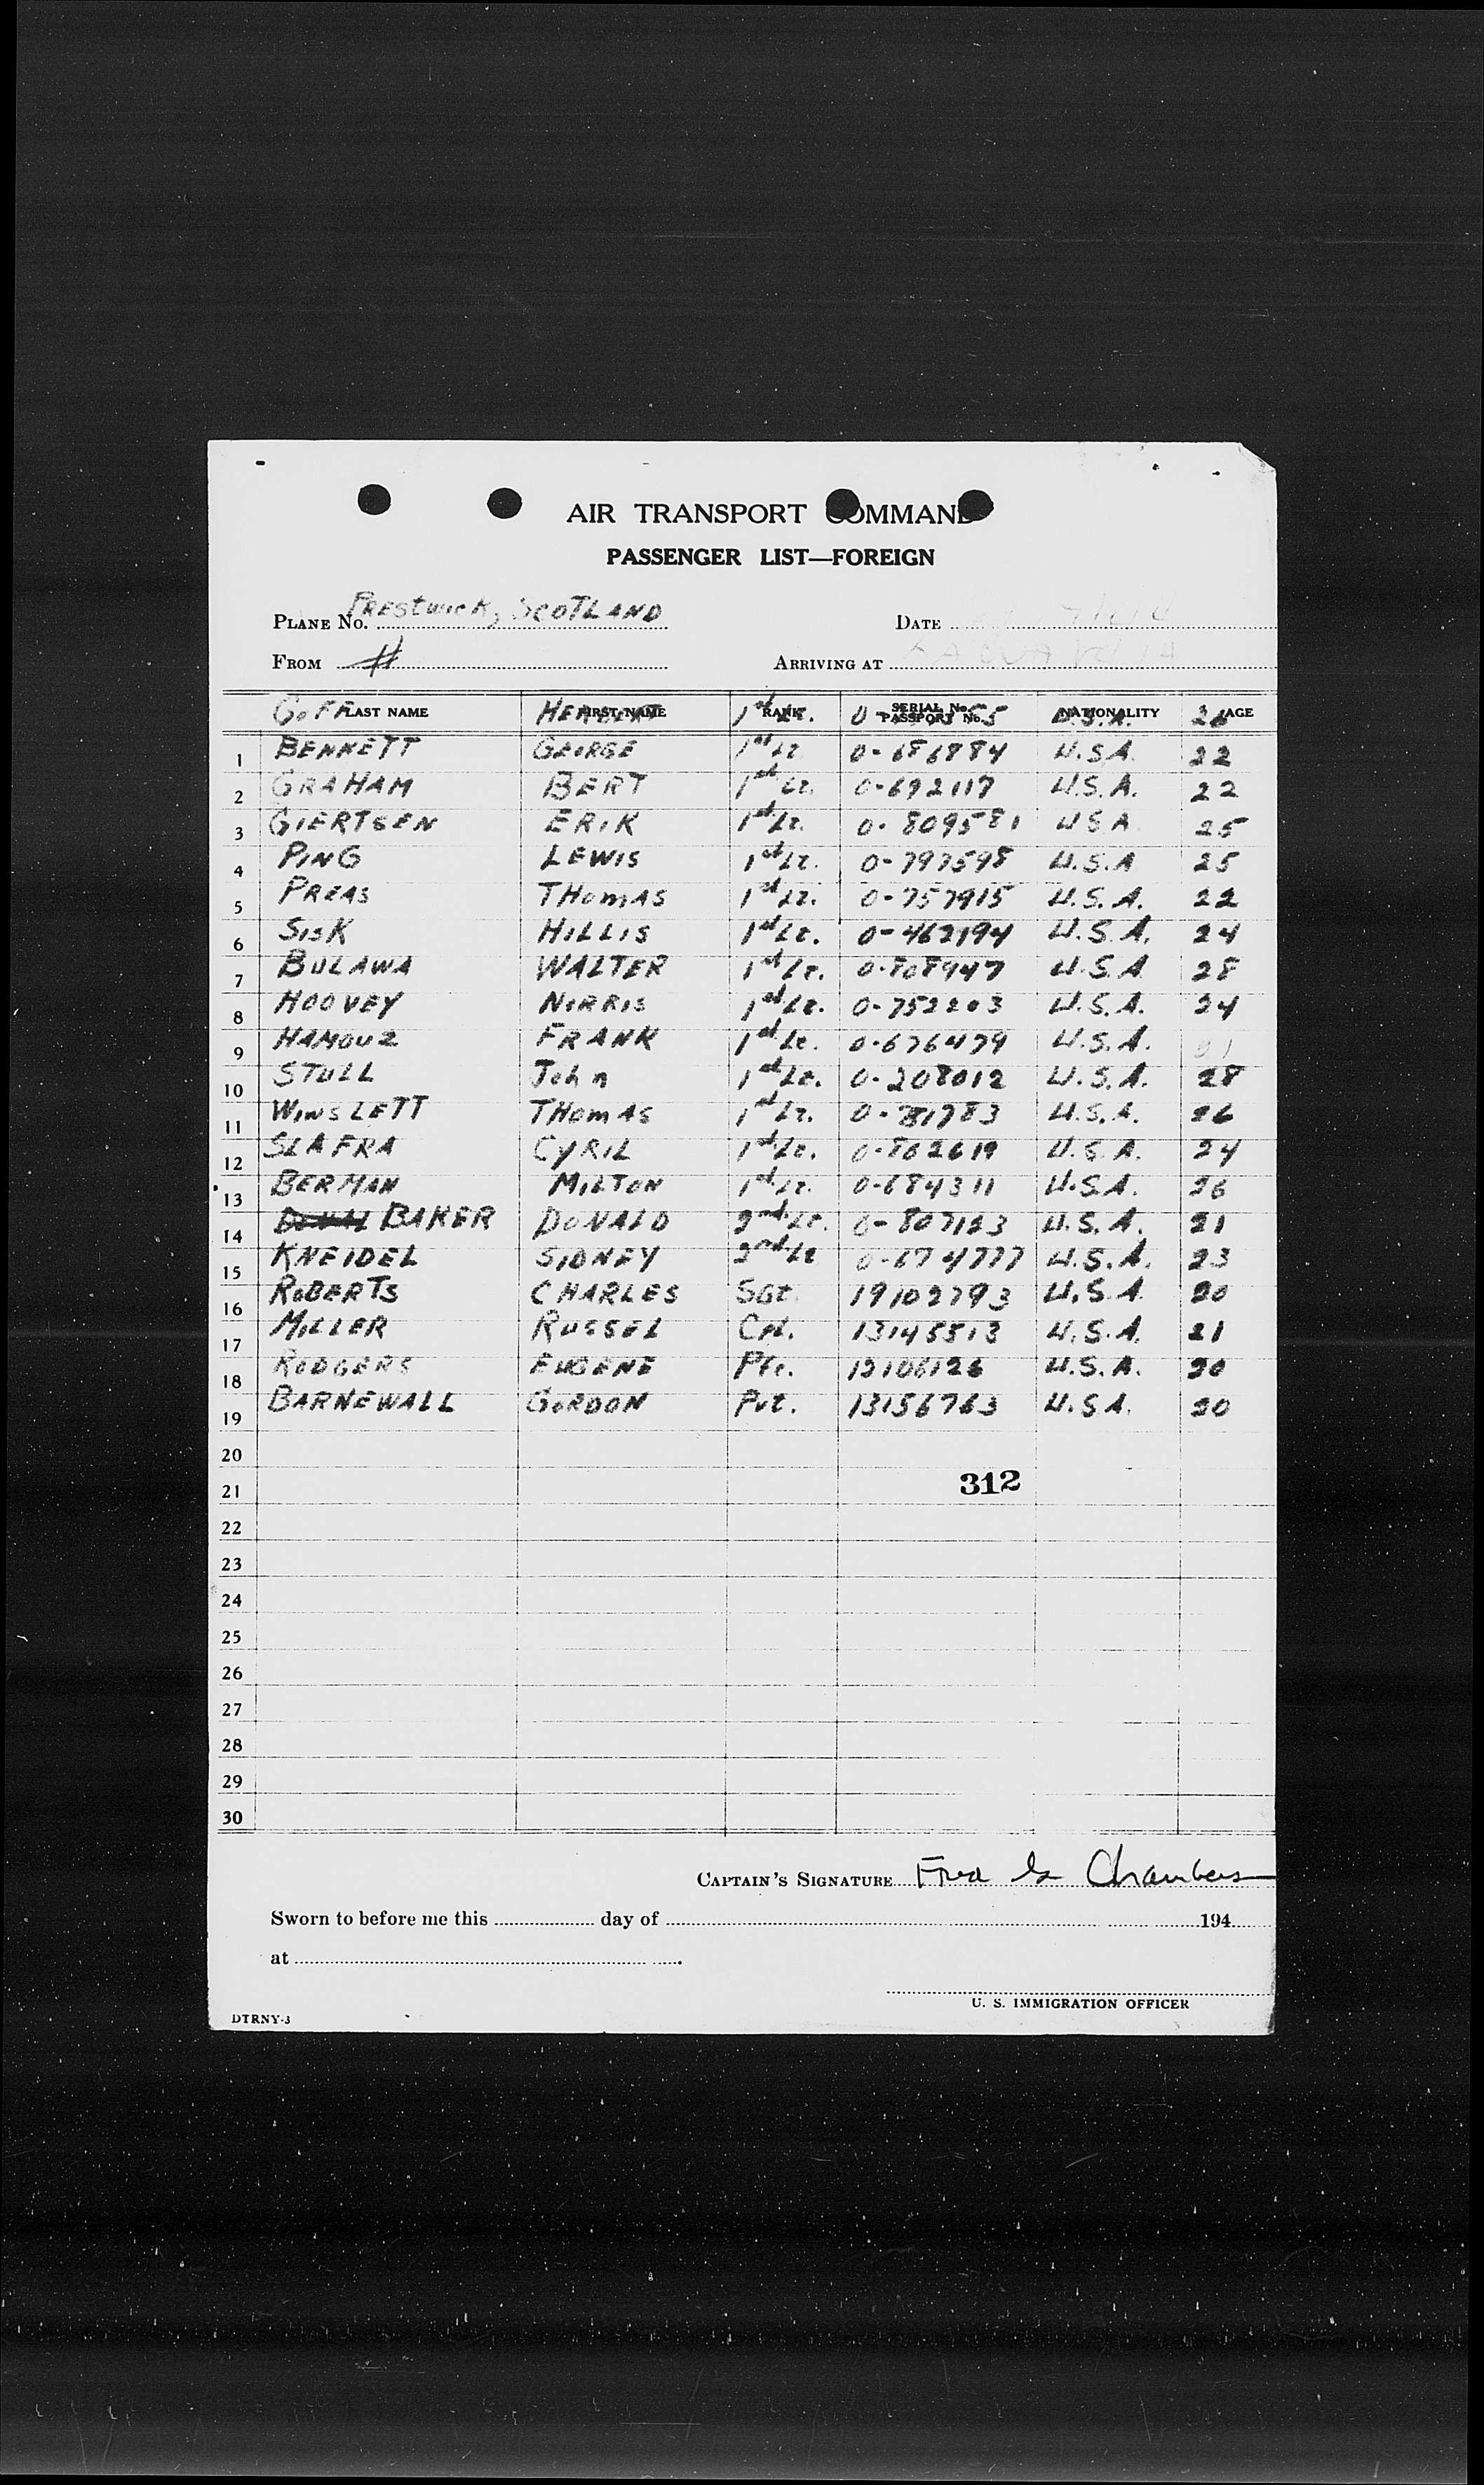 AIR TRANSPORT COMMAND
PASSENGER LIST—FOREIGN
PLANE No. PRESTWICK, SCOTLAND DATE
FROM # ARRIVING AT
LAST NAME FIRST NAME RANK SERIAL No. PASSPORT No. NATIONALITY AGE
GOFF 1st Lt. U.S.A. 26
1 BENNETT GEORGE 1st Lt 0-686884 U.S.A. 22
2 GRAHAM BERT 1st Lt. 0-692117 U.S.A. 22
3 GIERTSEN ERIK 1st Lt. 0-809581 U.S.A 25
4 PING LEWIS 1st Lt. 0-797598 U.S.A 25
5 PREAS THOMAS 1st Lt. 0-757915 U.S.A. 22
6 SISK HILLIS 1st Lt. 0-462194 U.S.A. 24
7 BULAWA WALTER 1st Lt. 0-808947 U.S.A 28
8 HOOVEY NORRIS 1st Lt. 0-752203 U.S.A. 24
9 HAMOUZ FRANK 1st Lt. 0-676479 U.S.A.
10 STULL John 1st Lt. 0-208012 U.S.A. 28
11 WINSLETT THOMAS 1st Lt. U.S.A. 26
12 SLAFRA CYRIL 1st Lt. 0-802619 U.S.A. 24
13 BERMAN MILTON 1st Lt. 0-684311 U.S.A. 26
14 BAKER DONALD 2nd Lt. 0-807123 U.S.A. 21
15 KNEIDEL SIDNEY 2nd Lt 0-674777 U.S.A. 23
16 ROBERTS CHARLES SGT. 19102793 U.S.A. 20
17 MILLER RUSSEL Cpl. U.S.A. 21
18 RODGERS EUGENE Pfc. 12106126 U.S.A. 20
19 BARNEWALL GORDON Pvt. 13156763 U.S.A. 20
20
21 312
22
23
24
25
26
27
28
29
30
CAPTAIN'S SIGNATURE Fred G Chambers
Sworn to before me this day of 194
at
U. S. IMMIGRATION OFFICER
DTRNY-3